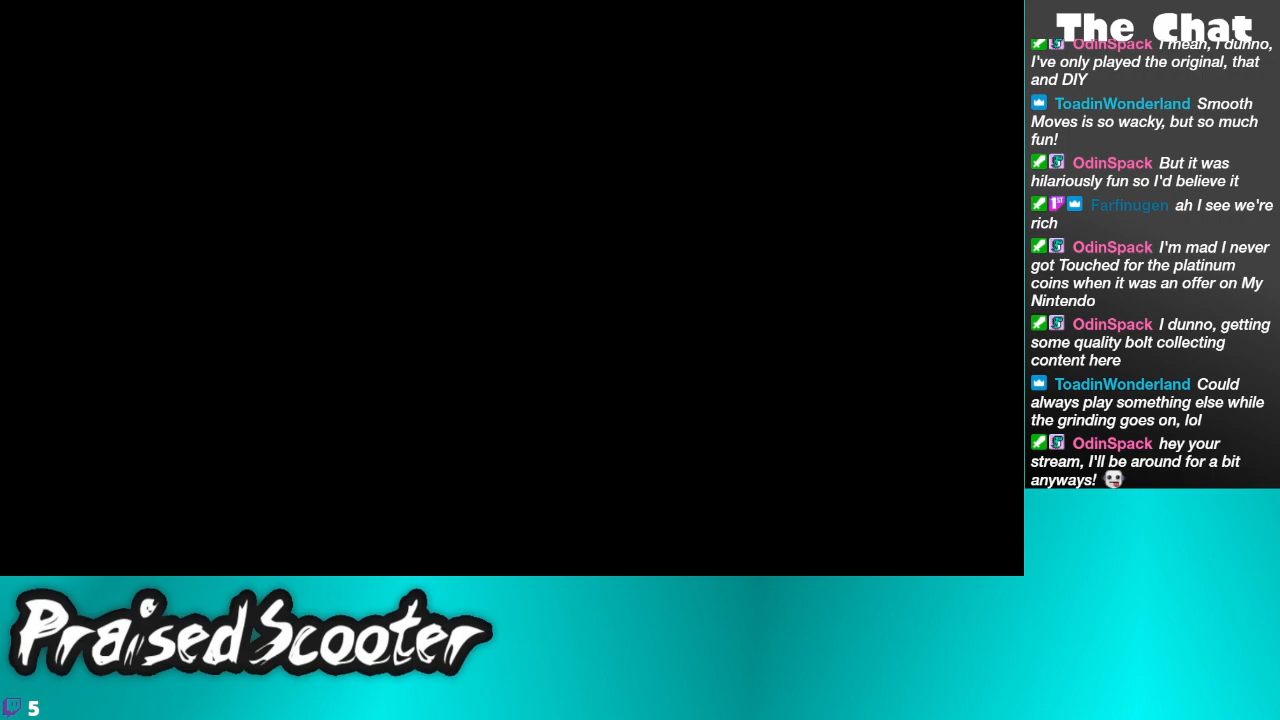 The Chat
OdinSpack I mean, I dunno,
I've only played the original, that
and DIY
ToadinWonderland Smooth
Moves is so wacky, but so much
fun!
OdinSpack But it was
hilariously fun so I'd believe it
1ST Farfinugen ah I see we're
rich
OdinSpack I'm mad I never
got Touched for the platinum
coins when it was an offer on My
Nintendo
OdinSpack I dunno, getting
some quality bolt collecting
content here
ToadinWonderland Could
always play something else while
the grinding goes on, lol
OdinSpack hey your
stream, I'll be around for a bit
anyways!
PraisedScooter
5